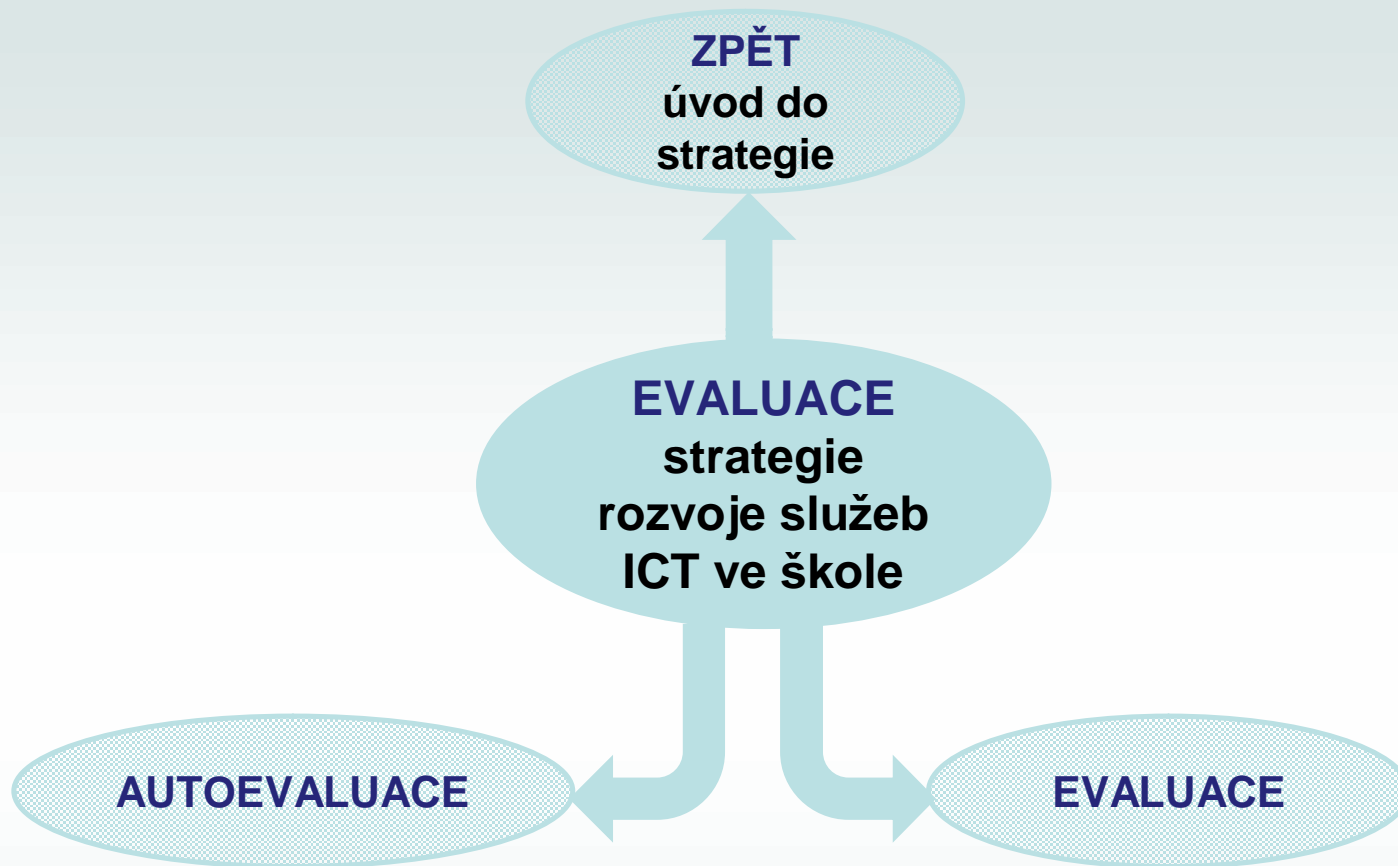 ZPĚT
úvod do
strategie
EVALUACE
strategie
rozvoje služeb
ICT ve škole
AUTOEVALUACE
EVALUACE